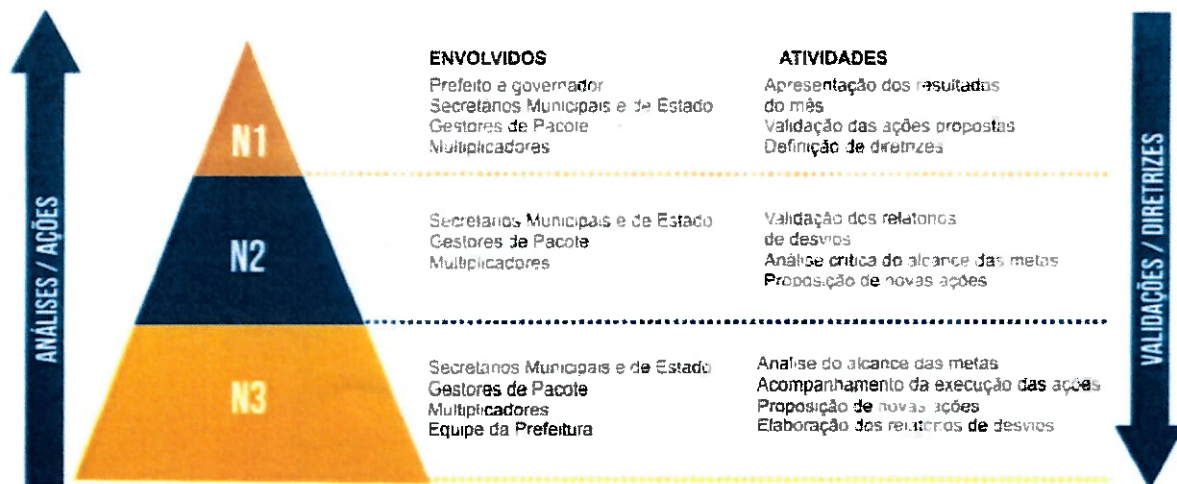 ANÁLISES / AÇÕES
ENVOLVIDOS
ATIVIDADES
N1
Prefeito e governador
Secretarios Municipais e de Estado
Gestores de Pacote
Multiplicadores
Apresentação dos resultados
do mês
Validação das ações propostas
Definição de diretrizes
N2
Secretarios Municipais e de Estado
Gestores de Pacote
Multiplicadores
Validação dos relatorios
de desvios
Análise critica do alcance das metas
Proposição de novas ações
N3
Secretarios Municipais e de Estado
Gestores de Pacote
Multiplicadores
Equipe da Prefeitura
Analise do alcance das metas
Acompanhamento da execução das ações
Proposição de novas ações
Elaboração dos relatorios de desvios
VALIDAÇÕES / DIRETRIZES